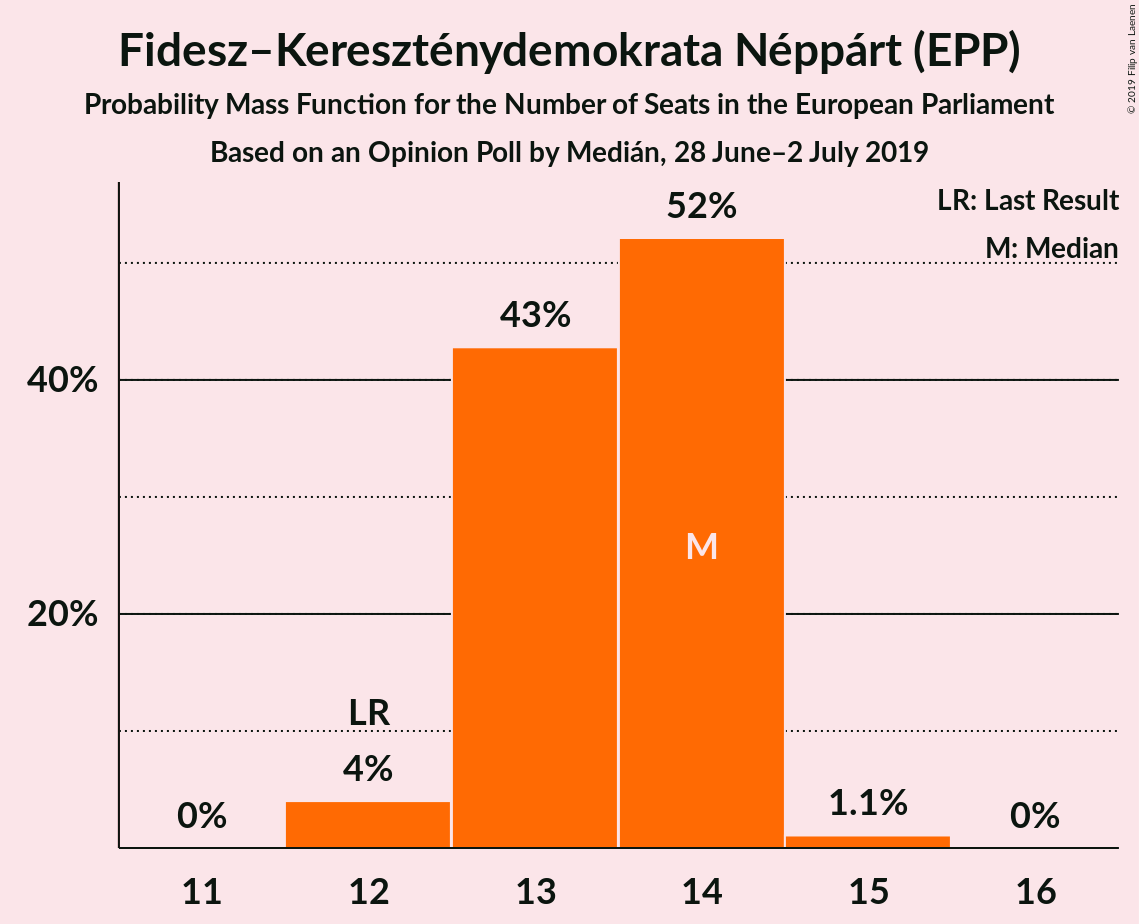 Fidesz–Kereszténydemokrata Néppárt (EPP)
Probability Mass Function for the Number of Seats in the European Parliament
Based on an Opinion Poll by Medián, 28 June–2 July 2019
© 2019 Filip van Laenen
LR: Last Result
M: Median
52%
43%
40%
M
20%
LR
4%
0%
1.1%
0%
11 12 13 14 15 16